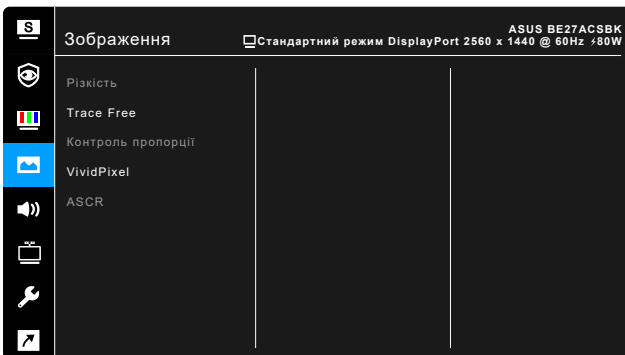 S
ASUS BE27ACSBK
Зображення
Стандартний режим DisplayPort 2560 x 1440 @ 60Hz ⚡80W
Різкість
Trace Free
Контроль пропорції
VividPixel
ASCR